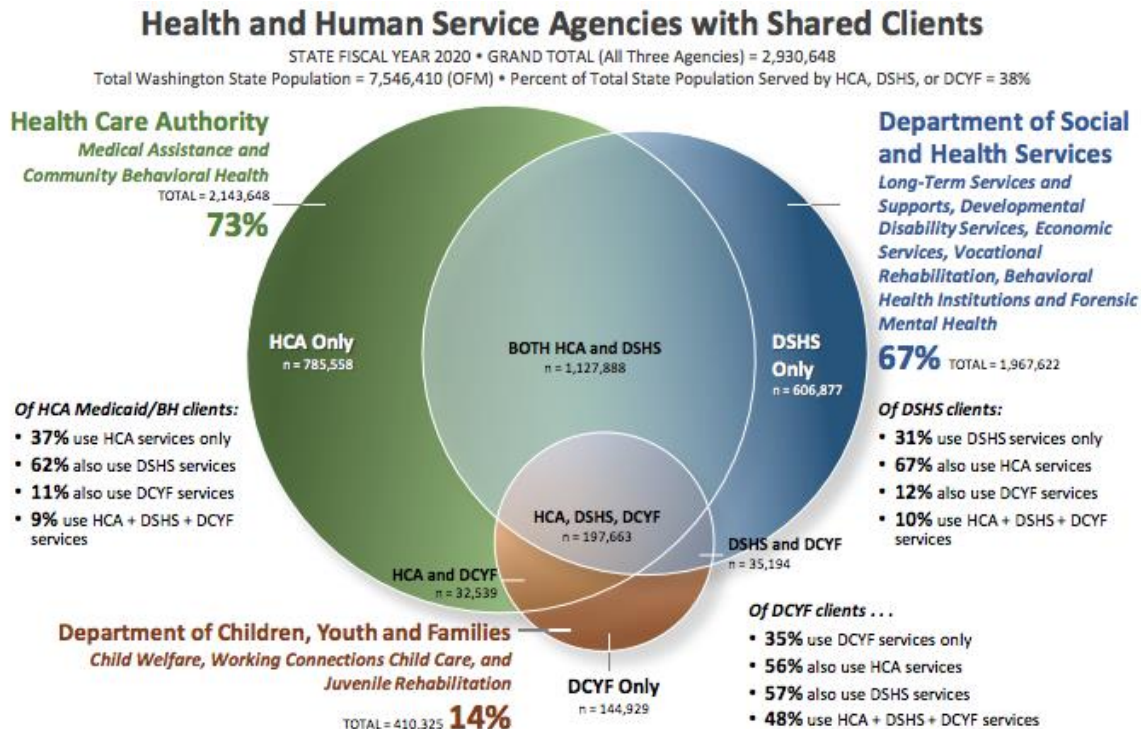 Health and Human Service Agencies with Shared Clients
STATE FISCAL YEAR 2020 • GRAND TOTAL (All Three Agencies) = 2,930,648
Total Washington State Population = 7,546,410 (OFM) • Percent of Total State Population Served by HCA, DSHS, or DCYF = 38%
Health Care Authority
Medical Assistance and
Community Behavioral Health
TOTAL = 2,143,648
73%
Department of Social
and Health Services
Long-Term Services and
Supports, Developmental
Disability Services, Economic
Services, Vocational
Rehabilitation, Behavioral
Health Institutions and Forensic
Mental Health
67% TOTAL = 1,967,622
HCA Only
n = 785,558
BOTH HCA and DSHS
n = 1,127,888
DSHS
Only
n = 606,877
Of HCA Medicaid/BH clients:
• 37% use HCA services only
• 62% also use DSHS services
• 11% also use DCYF services
• 9% use HCA + DSHS + DCYF
services
Of DSHS clients:
• 31% use DSHS services only
• 67% also use HCA services
• 12% also use DCYF services
• 10% use HCA + DSHS + DCYF
services
HCA, DSHS, DCYF
n = 197,663
DSHS and DCYF
n = 35,194
HCA and DCYF
n = 32,539
Department of Children, Youth and Families
Child Welfare, Working Connections Child Care, and
Juvenile Rehabilitation
TOTAL = 410,325 14%
DCYF Only
n = 144,929
Of DCYF clients . . .
• 35% use DCYF services only
• 56% also use HCA services
• 57% also use DSHS services
• 48% use HCA + DSHS + DCYF services